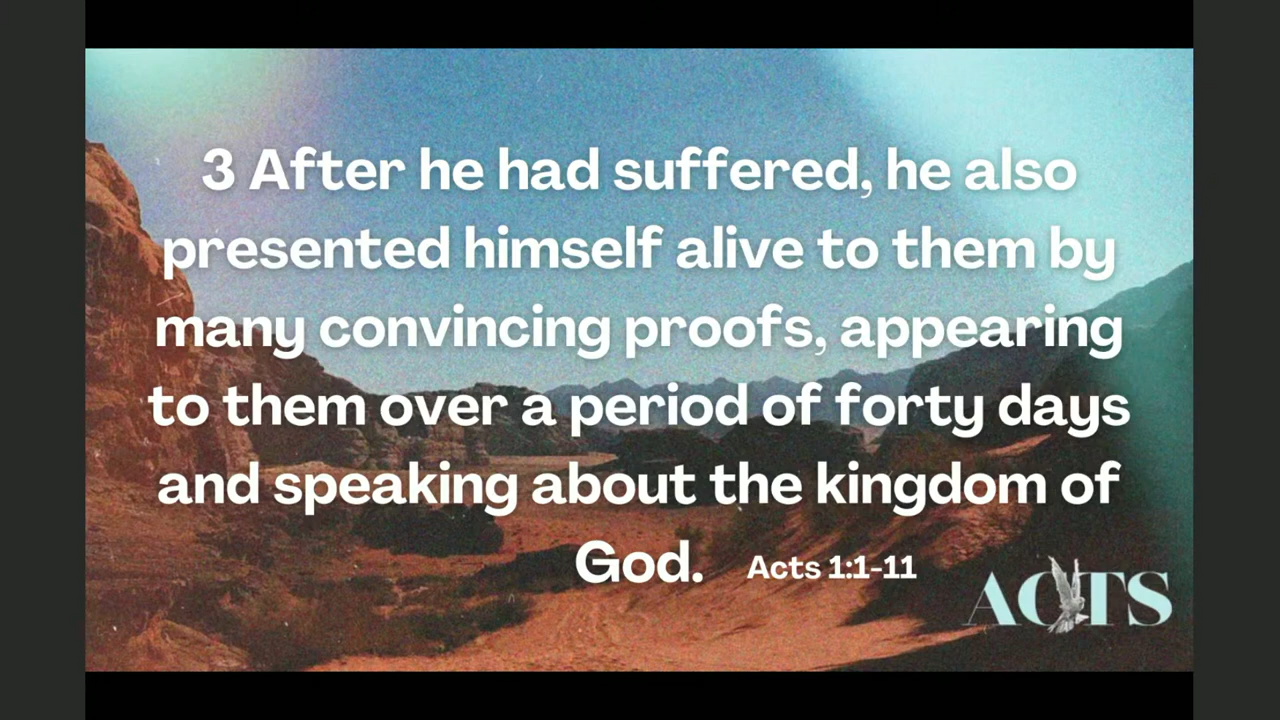 3 After he had suffered, he also
presented himself alive to them by
many convincing proofs, appearing
to them over a period of forty days
and speaking about the kingdom of
God. Acts 1:1-11
ACTS